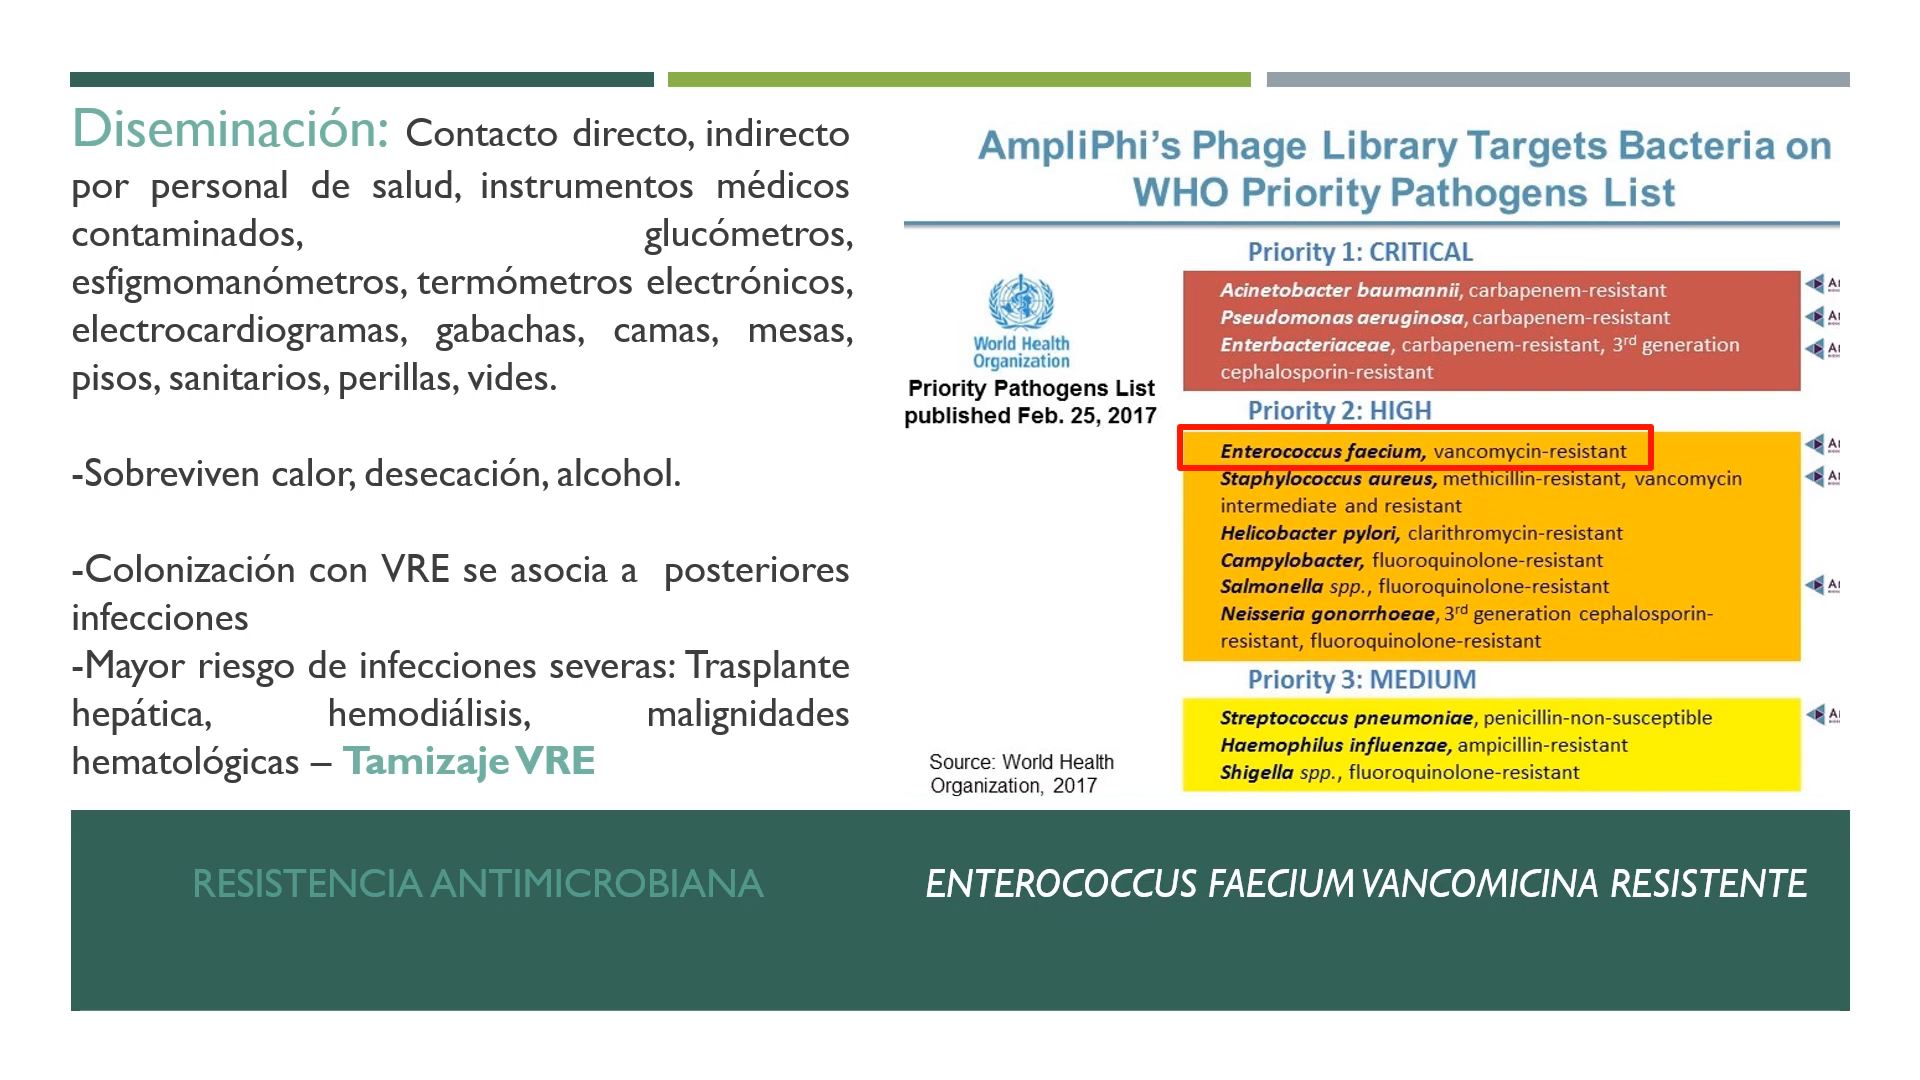 Diseminación: Contacto directo, indirecto
por personal de salud, instrumentos médicos
contaminados, glucómetros,
esfigmomanómetros, termómetros electrónicos,
electrocardiogramas, gabachas, camas, mesas,
pisos, sanitarios, perillas, vides.
-Sobreviven calor, desecación, alcohol.
-Colonización con VRE se asocia a posteriores
infecciones
-Mayor riesgo de infecciones severas: Trasplante
hepática, hemodiálisis, malignidades
hematológicas – Tamizaje VRE
AmpliPhi’s Phage Library Targets Bacteria on
WHO Priority Pathogens List
World Health
Organization
Priority Pathogens List
published Feb. 25, 2017
Priority 1: CRITICAL
Acinetobacter baumannii, carbapenem-resistant
Pseudomonas aeruginosa, carbapenem-resistant
Enterbacteriaceae, carbapenem-resistant, 3rd generation
cephalosporin-resistant
Priority 2: HIGH
Enterococcus faecium, vancomycin-resistant
Staphylococcus aureus, methicillin-resistant, vancomycin
intermediate and resistant
Helicobacter pylori, clarithromycin-resistant
Campylobacter, fluoroquinolone-resistant
Salmonella spp., fluoroquinolone-resistant
Neisseria gonorrhoeae, 3rd generation cephalosporin-
resistant, fluoroquinolone-resistant
Priority 3: MEDIUM
Streptococcus pneumoniae, penicillin-non-susceptible
Haemophilus influenzae, ampicillin-resistant
Shigella spp., fluoroquinolone-resistant
Source: World Health
Organization, 2017
RESISTENCIA ANTIMICROBIANA
ENTEROCOCCUS FAECIUM VANCOMICINA RESISTENTE